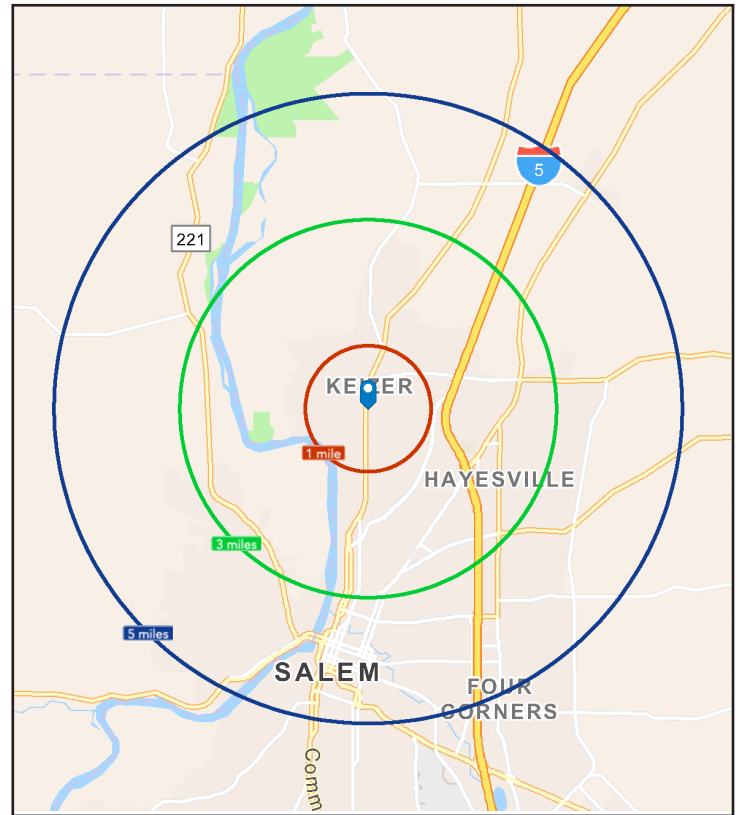 5
221
KEIZER
1 mile
HAYESVILLE
3 miles
5 miles
SALEM
FOUR
CORNERS
Comm